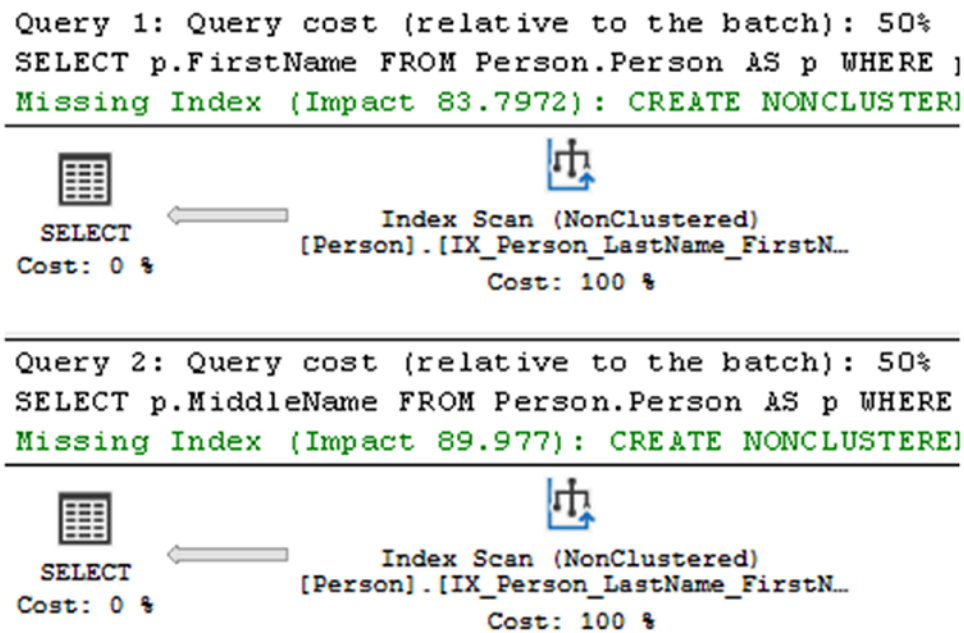 Query 1: Query cost (relative to the batch): 50%
SELECT p.FirstName FROM Person.Person AS p WHERE
Missing Index (Impact 83.7972): CREATE NONCLUSTERE
SELECT
Cost: 0 %
Index Scan (NonClustered)
[Person].[IX_Person_LastName_FirstN…
Cost: 100 %
Query 2: Query cost (relative to the batch): 50%
SELECT p.MiddleName FROM Person.Person AS p WHERE
Missing Index (Impact 89.977): CREATE NONCLUSTERE
SELECT
Cost: 0 %
Index Scan (NonClustered)
[Person].[IX_Person_LastName_FirstN…
Cost: 100 %